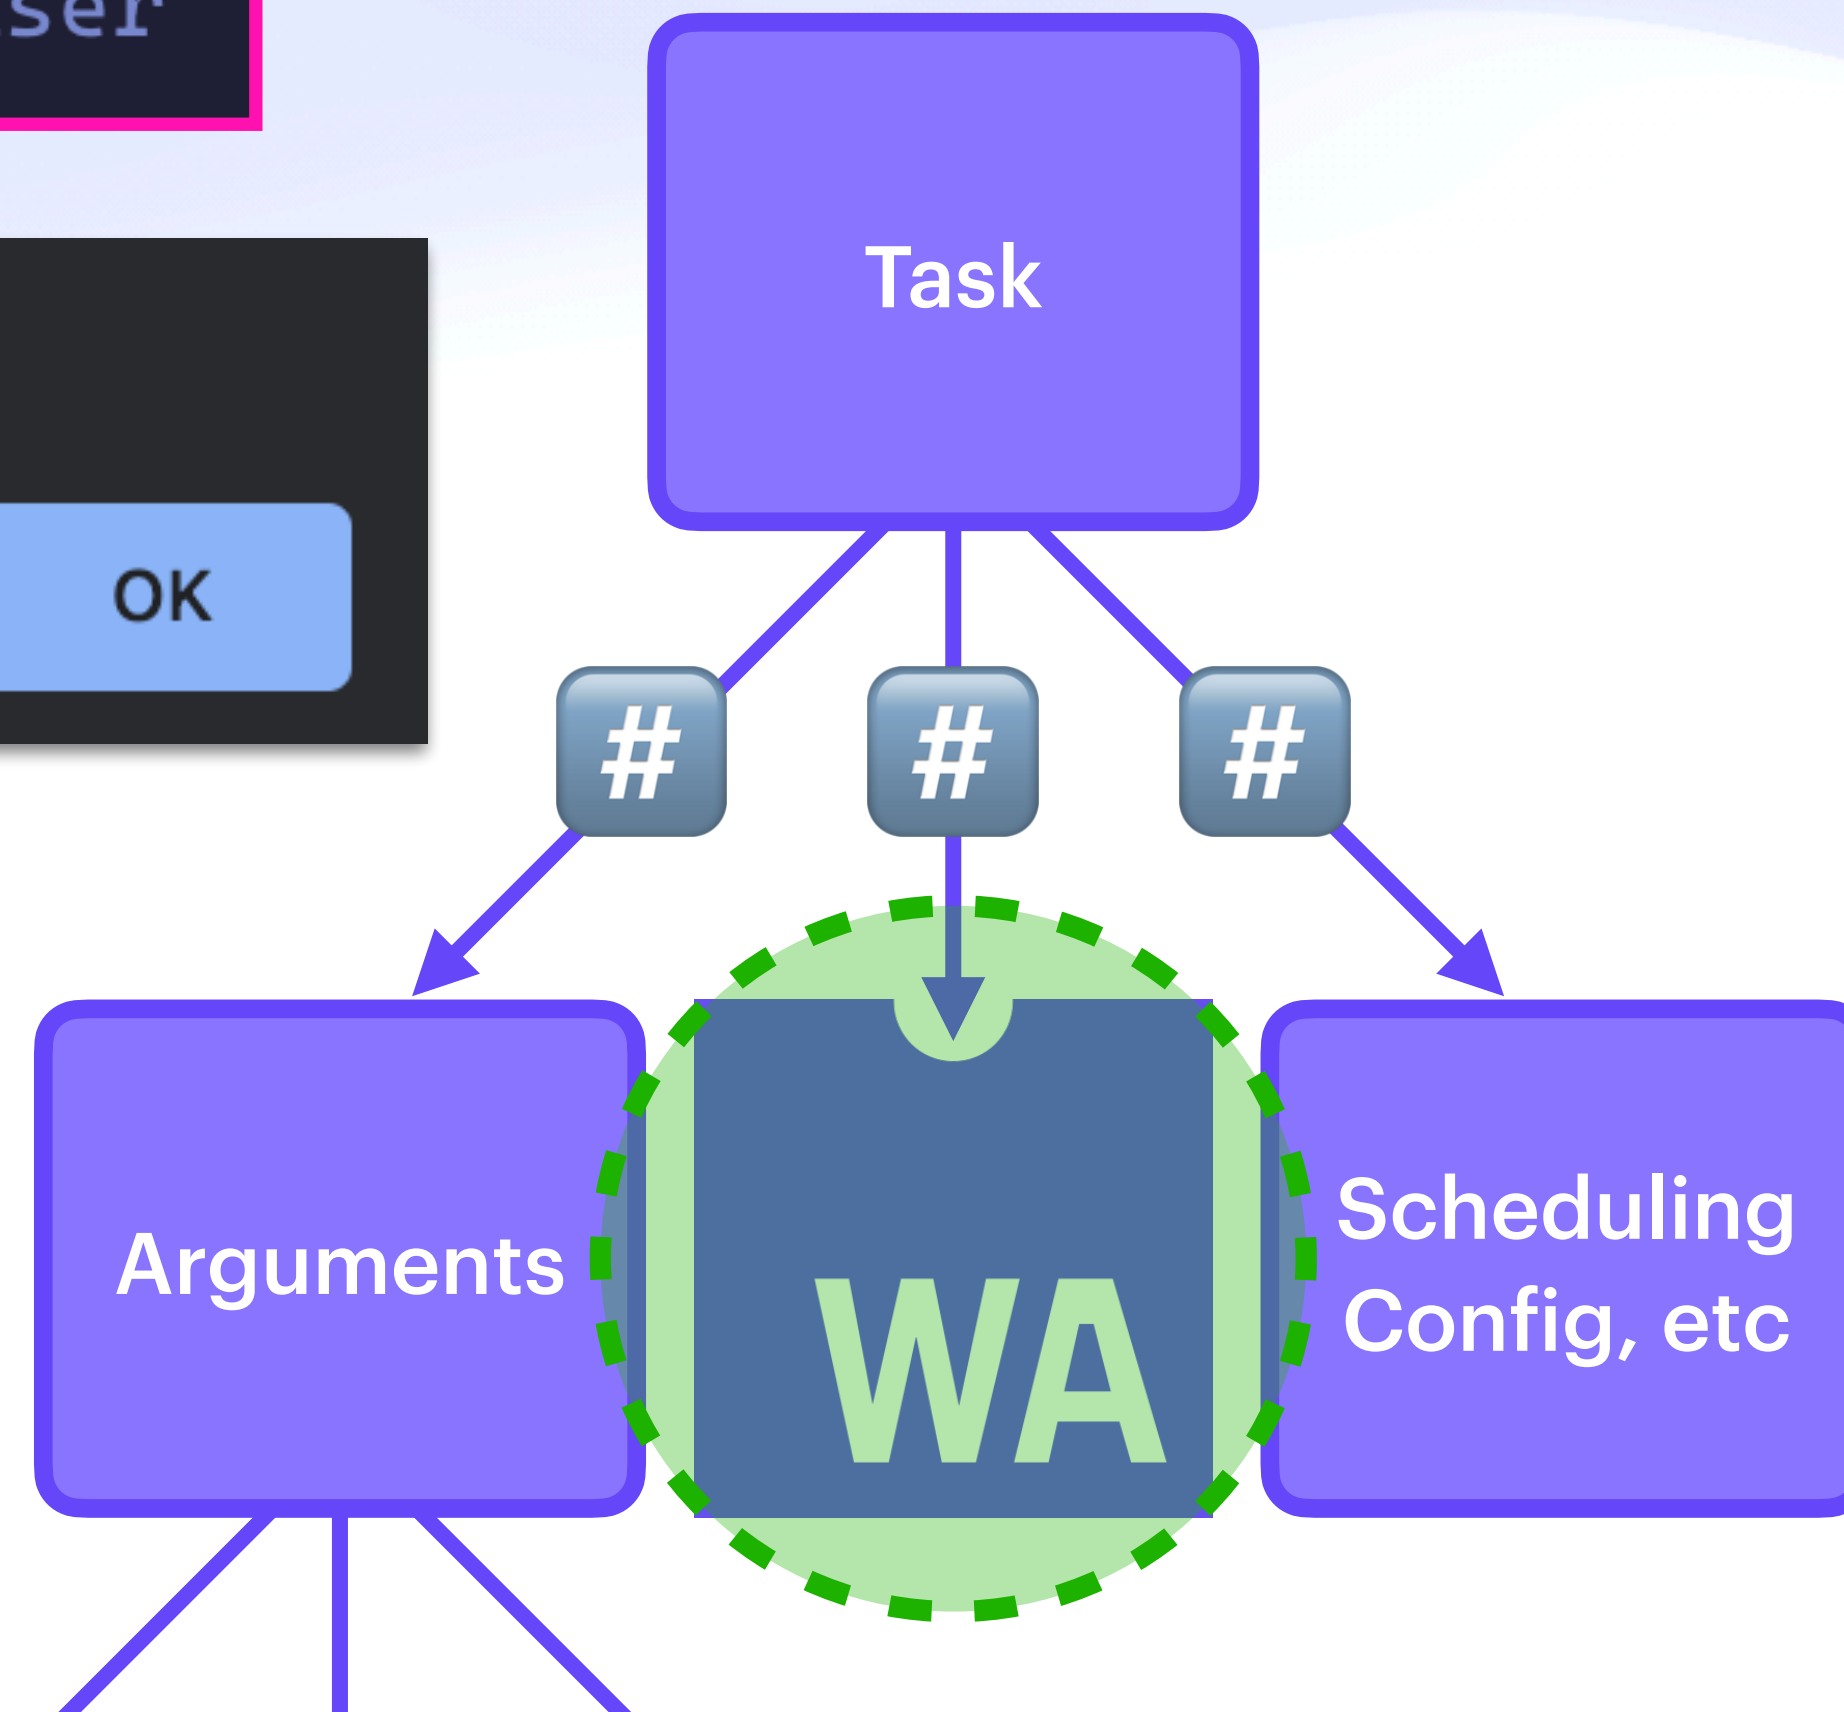 Task
OK
# # #
Arguments
WA
Scheduling
Config, etc